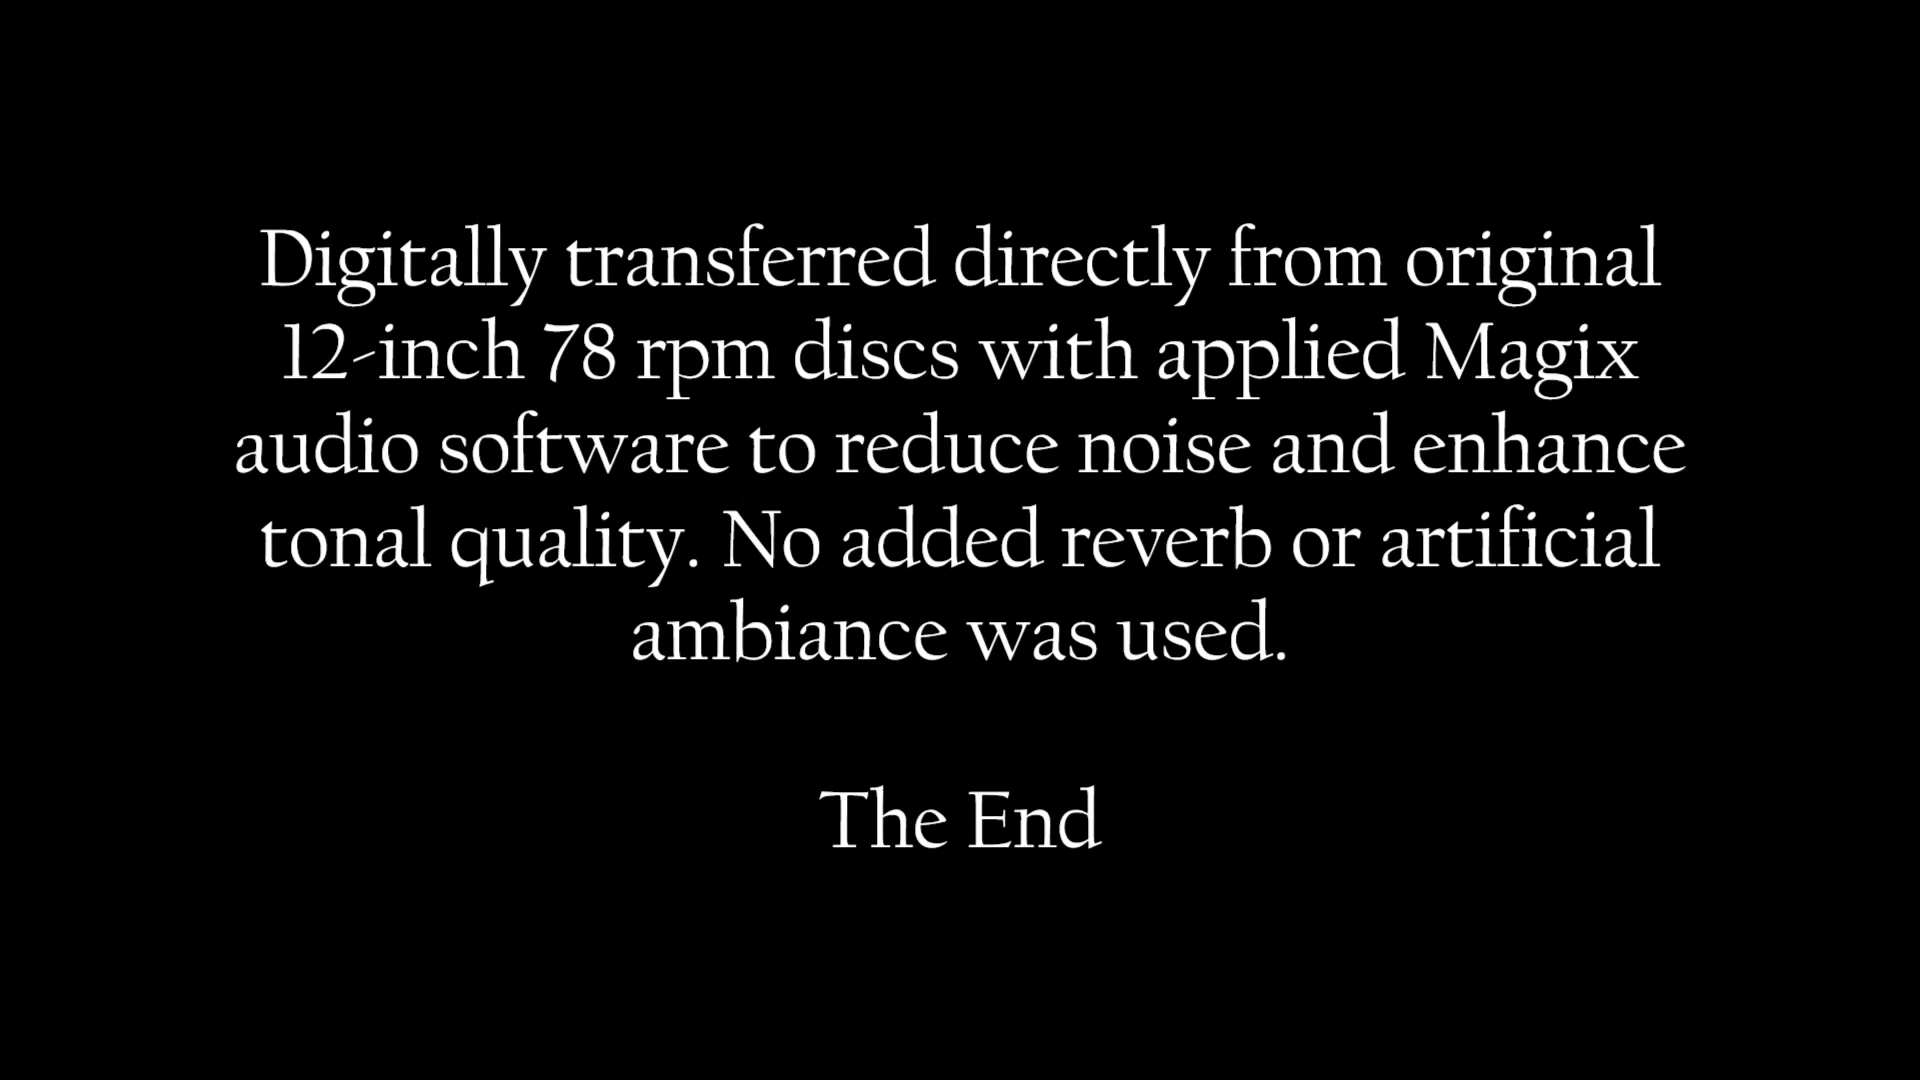 Digitally transferred directly from original
12-inch 78 rpm discs with applied Magix
audio software to reduce noise and enhance
tonal quality. No added reverb or artificial
ambiance was used.
The End